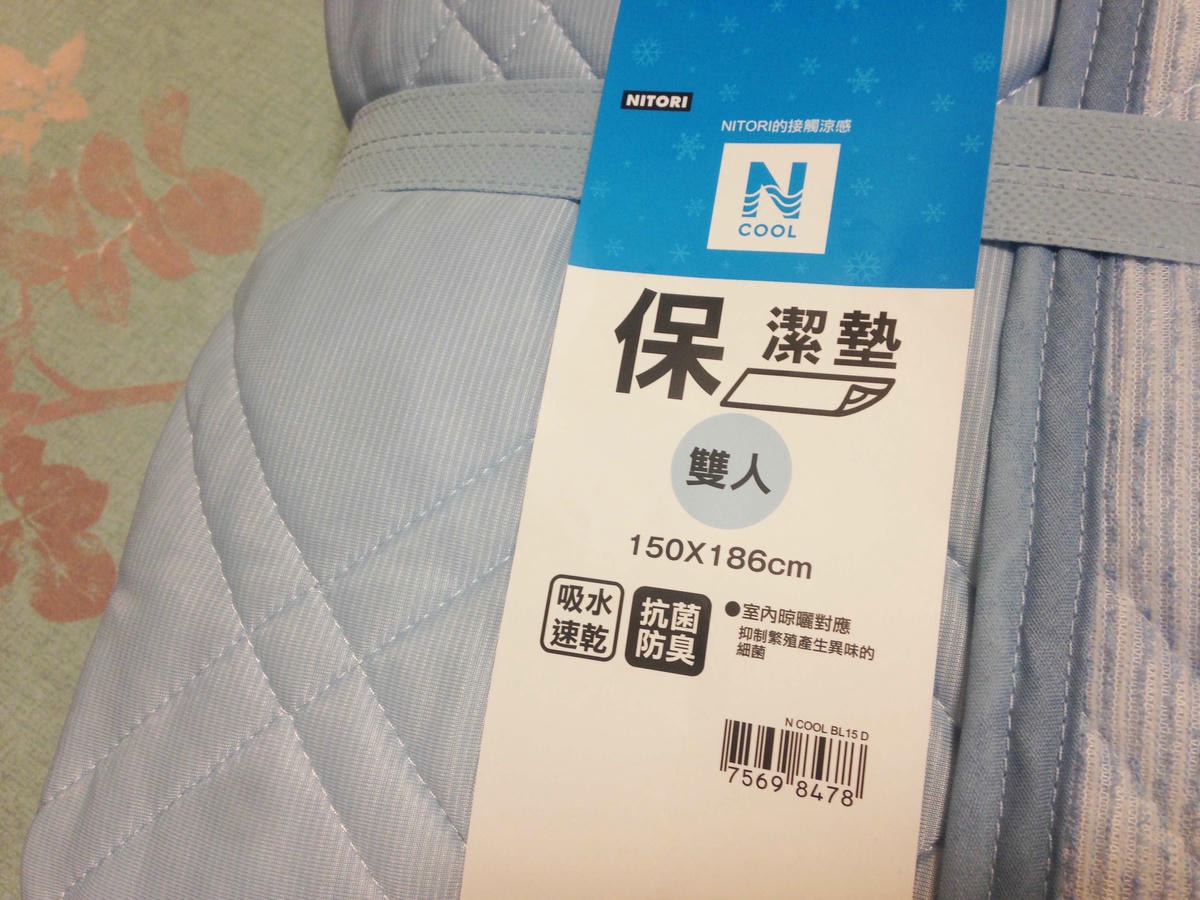 NITORI
NITORI的接觸涼感
N
COOL
保潔墊
雙人
150X186cm
吸水
速乾
抗菌
防臭
●室內晾曬對應
抑制繁殖產生異味的
細菌
N COOL BL15 D
7569 8478